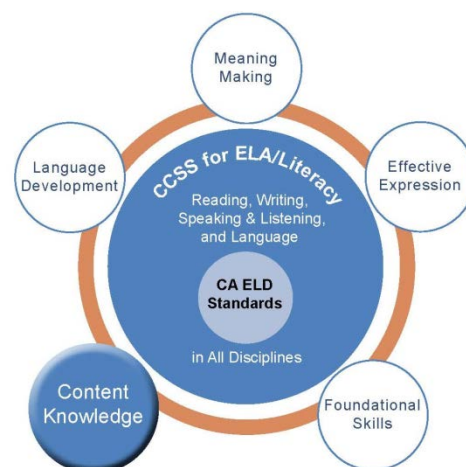 Meaning
Making
Language
Development
Effective
Expression
CCSS for ELA/Literacy
Reading, Writing,
Speaking & Listening,
and Language
CA ELD
Standards
in All Disciplines
Content
Knowledge
Foundational
Skills